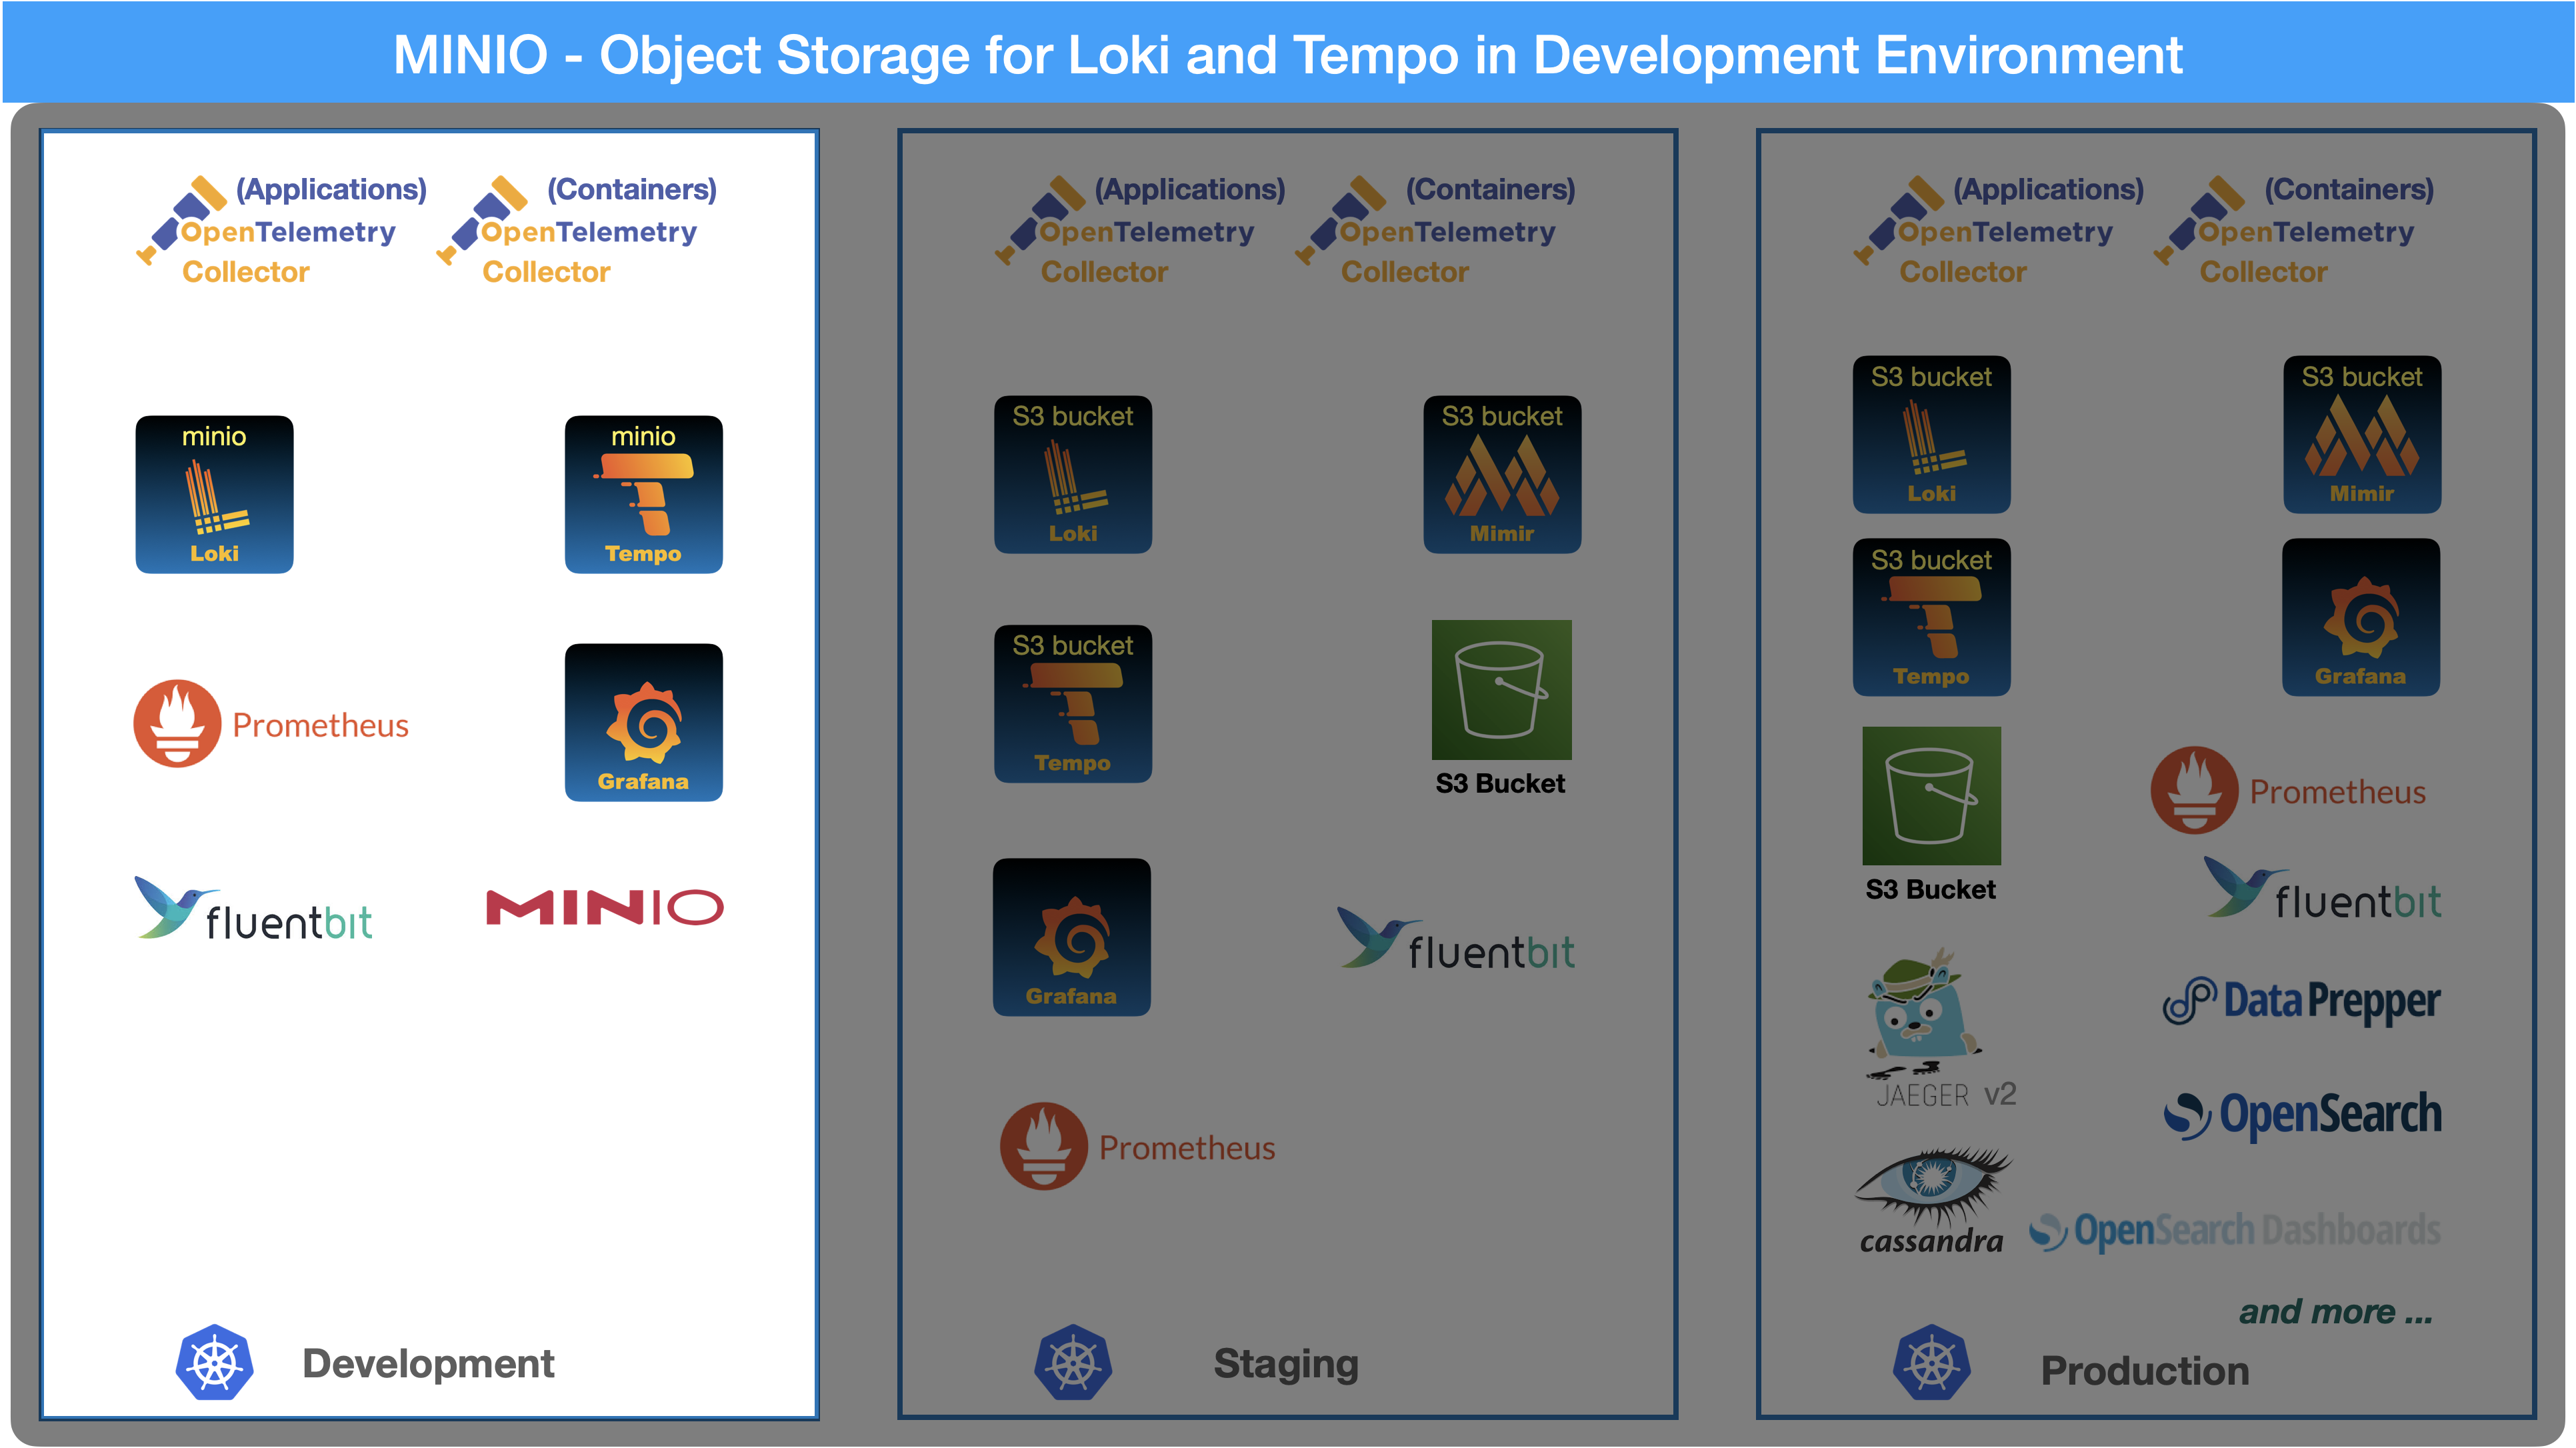 MINIO - Object Storage for Loki and Tempo in Development Environment
(Applications)
OpenTelemetry
Collector
(Containers)
OpenTelemetry
Collector
minio
Loki
minio
Tempo
Prometheus
Grafana
fluentbit
MINIO
Development
(Applications)
OpenTelemetry
Collector
(Containers)
OpenTelemetry
Collector
S3 bucket
Loki
S3 bucket
Mimir
S3 bucket
Tempo
S3 Bucket
Grafana
fluentbit
Prometheus
Staging
(Applications)
OpenTelemetry
Collector
(Containers)
OpenTelemetry
Collector
S3 bucket
Loki
S3 bucket
Mimir
S3 bucket
Tempo
Grafana
S3 Bucket
Prometheus
fluentbit
JAEGER v2
Data Prepper
OpenSearch
cassandra
OpenSearch Dashboards
and more ...
Production